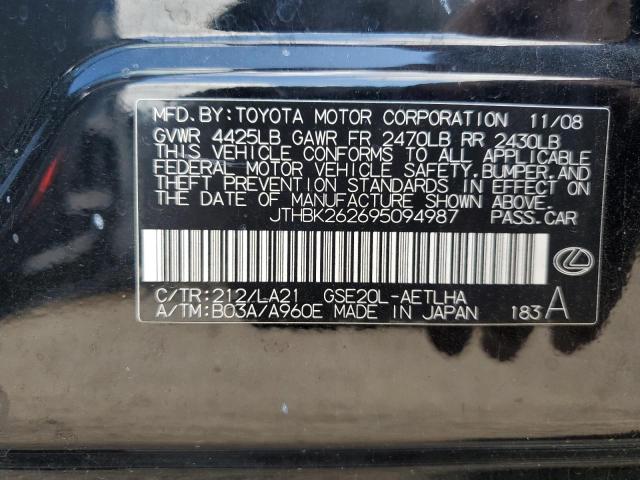 MFD.BY:TOYOTA MOTOR CORPORATION 11/08
GVWR 4425LB GAWR FR 2470LB RR 2430LB
THIS VEHICLE CONFORMS TO ALL APPLICABLE
FEDERAL MOTOR VEHICLE SAFETY,BUMPER,AND
THEFT PREVENTION STANDARDS IN EFFECT ON
THE DATE OF MANUFACTURE SHOWN ABOVE.
JTHBK262695094987 PASS.CAR
C/TR:212/LA21 GSE20L-AETLHA
A/TM:B03A/A960E MADE IN JAPAN 183 A